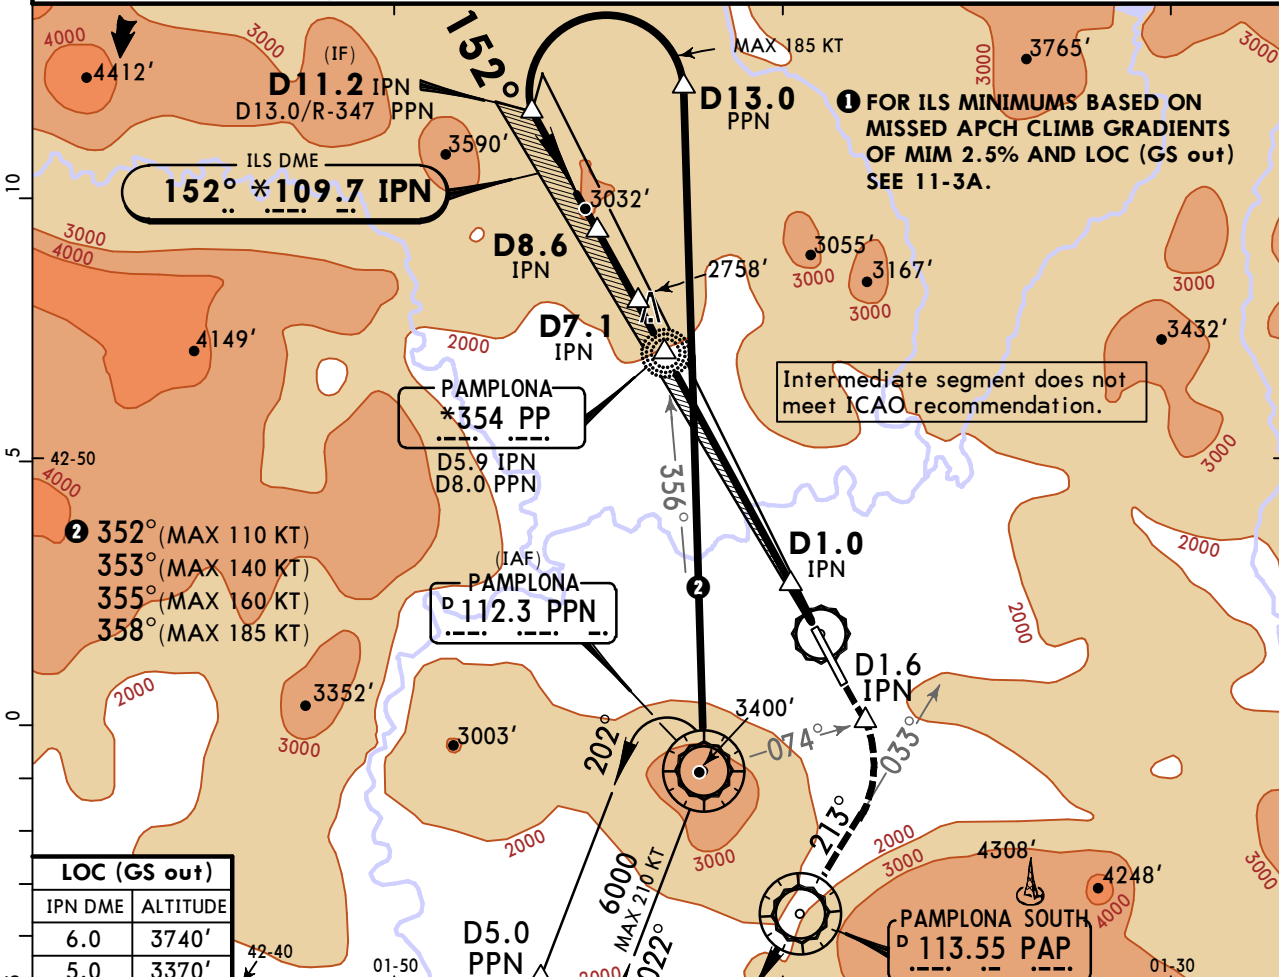 4000
4412'
3000
(IF)
D11.2 IPN
D13.0/R-347 PPN
152°
MAX 185 KT
D13.0
PPN
3765'
3000
3000
1 FOR ILS MINIMUMS BASED ON
MISSED APCH CLIMB GRADIENTS
OF MIM 2.5% AND LOC (GS out)
SEE 11-3A.
3590'
ILS DME
152° *109.7 IPN
10
3032'
D8.6
IPN
3000
4000
3055'
3000
3167'
3000
3000
2758'
4149'
2000
D7.1
IPN
3432'
Intermediate segment does not
meet ICAO recommendation.
PAMPLONA
*354 PP
D5.9 IPN
D8.0 PPN
3000
5
42-50
4000
356°
2 352° (MAX 110 KT)
353° (MAX 140 KT)
355° (MAX 160 KT)
358° (MAX 185 KT)
D1.0
IPN
2000
(IAF)
PAMPLONA
D 112.3 PPN
2
2000
2000
3352'
3000
D1.6
IPN
0
3003'
202°
3400'
074°
033°
213°
2000
3000
2000
3000
4308'
4248'
4000
3000
LOC (GS out)
IPN DME ALTITUDE
6.0 3740'
5.0 3370'
42-40
01-50
D5.0
PPN
6000
MAX 210 KT
022°
2000
PAMPLONA SOUTH
D 113.55 PAP
01-30